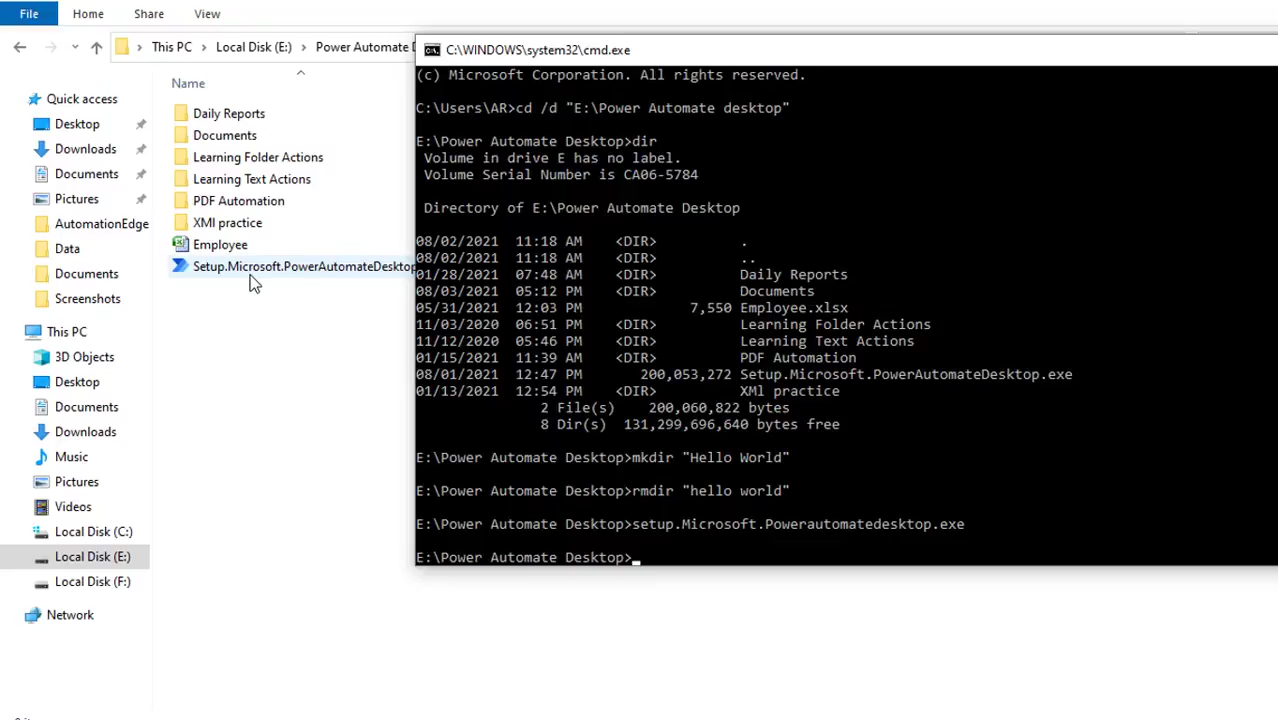 File Home Share View
This PC > Local Disk (E:) > Power Automate D
Name
Quick access
Desktop
Downloads
Documents
Pictures
AutomationEdge
Data
Documents
Screenshots
This PC
3D Objects
Desktop
Documents
Downloads
Music
Pictures
Videos
Local Disk (C:)
Local Disk (E:)
Local Disk (F:)
Network
Daily Reports
Documents
Learning Folder Actions
Learning Text Actions
PDF Automation
XMl practice
Employee
Setup.Microsoft.PowerAutomateDesktop
C:\WINDOWS\system32\cmd.exe
(c) Microsoft Corporation. All rights reserved.
C:\Users\AR>cd /d "E:\Power Automate desktop"
E:\Power Automate Desktop>dir
Volume in drive E has no label.
Volume Serial Number is CA06-5784
Directory of E:\Power Automate Desktop
08/02/2021 11:18 AM <DIR> .
08/02/2021 11:18 AM <DIR> ..
01/28/2021 07:48 AM <DIR> Daily Reports
08/03/2021 05:12 PM <DIR> Documents
05/31/2021 12:03 PM 7,550 Employee.xlsx
11/03/2020 06:51 PM <DIR> Learning Folder Actions
11/12/2020 05:46 PM <DIR> Learning Text Actions
01/15/2021 11:39 AM <DIR> PDF Automation
08/01/2021 12:47 PM 200,053,272 Setup.Microsoft.PowerAutomateDesktop.exe
01/13/2021 12:54 PM <DIR> XMl practice
2 File(s) 200,060,822 bytes
8 Dir(s) 131,299,696,640 bytes free
E:\Power Automate Desktop>mkdir "Hello World"
E:\Power Automate Desktop>rmdir "hello world"
E:\Power Automate Desktop>setup.Microsoft.Powerautomatedesktop.exe
E:\Power Automate Desktop>